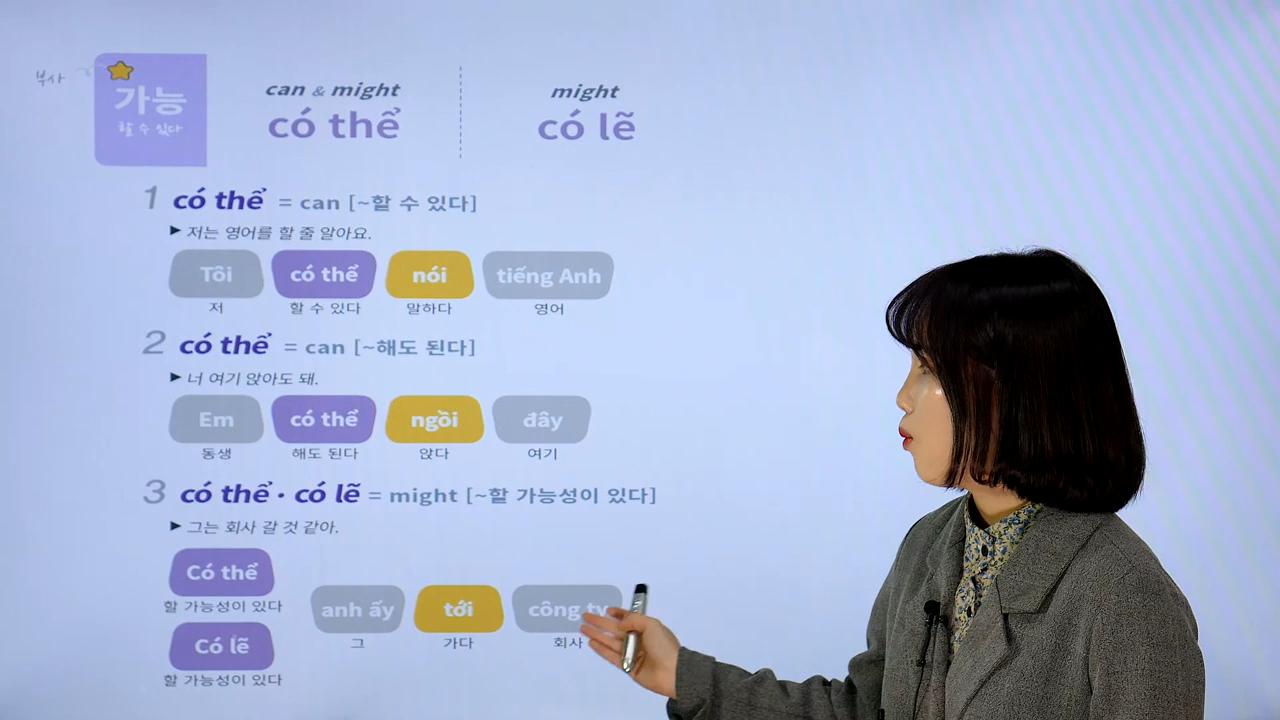 부사
가능
할 수 있다
can & might
có thể
might
có lẽ
1 có thể = can [~할 수 있다]
▶ 저는 영어를 할 줄 알아요.
Tôi có thể nói tiếng Anh
저 할 수 있다 말하다 영어
2 có thể = can [~해도 된다]
▶ 너 여기 앉아도 돼.
Em có thể ngồi đây
동생 해도 된다 앉다 여기
3 có thể · có lẽ = might [~할 가능성이 있다]
▶ 그는 회사 갈 것 같아.
Có thể
할 가능성이 있다
anh ấy tới công ty
그 가다 회사
Có lẽ
할 가능성이 있다